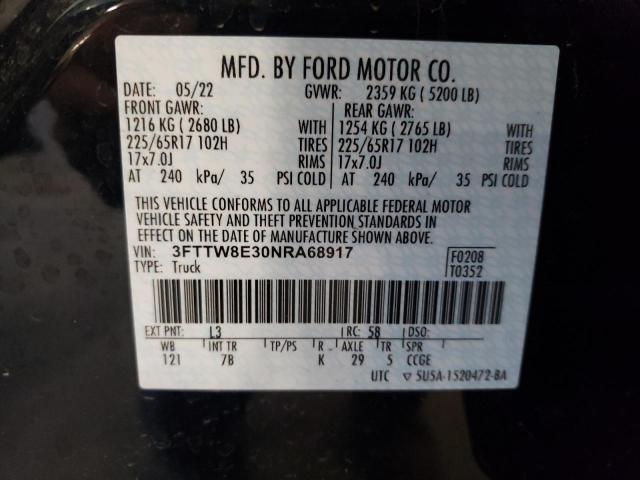 MFD. BY FORD MOTOR CO.
DATE: 05/22 GVWR: 2359 KG ( 5200 LB)
FRONT GAWR: REAR GAWR:
1216 KG ( 2680 LB) WITH 1254 KG ( 2765 LB) WITH
225/65R17 102H TIRES 225/65R17 102H TIRES
17x7.0J RIMS 17x7.0J RIMS
AT 240 kPa/ 35 PSI COLD AT 240 kPa/ 35 PSI COLD
THIS VEHICLE CONFORMS TO ALL APPLICABLE FEDERAL MOTOR
VEHICLE SAFETY AND THEFT PREVENTION STANDARDS IN
EFFECT ON THE DATE OF MANUFACTURE SHOWN ABOVE.
VIN: 3FTTW8E30NRA68917 F0208
TYPE: Truck T0352
EXT PNT: L3 RC: 58 DSO:
WB INT TR TP/PS R AXLE TR SPR
121 7B K 29 5 CCGE
UTC ▽ 5U5A-1520472-BA